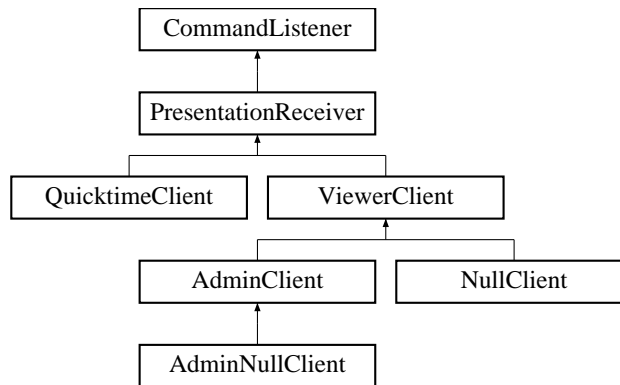 CommandListener
PresentationReceiver
QuicktimeClient
ViewerClient
AdminClient
NullClient
AdminNullClient